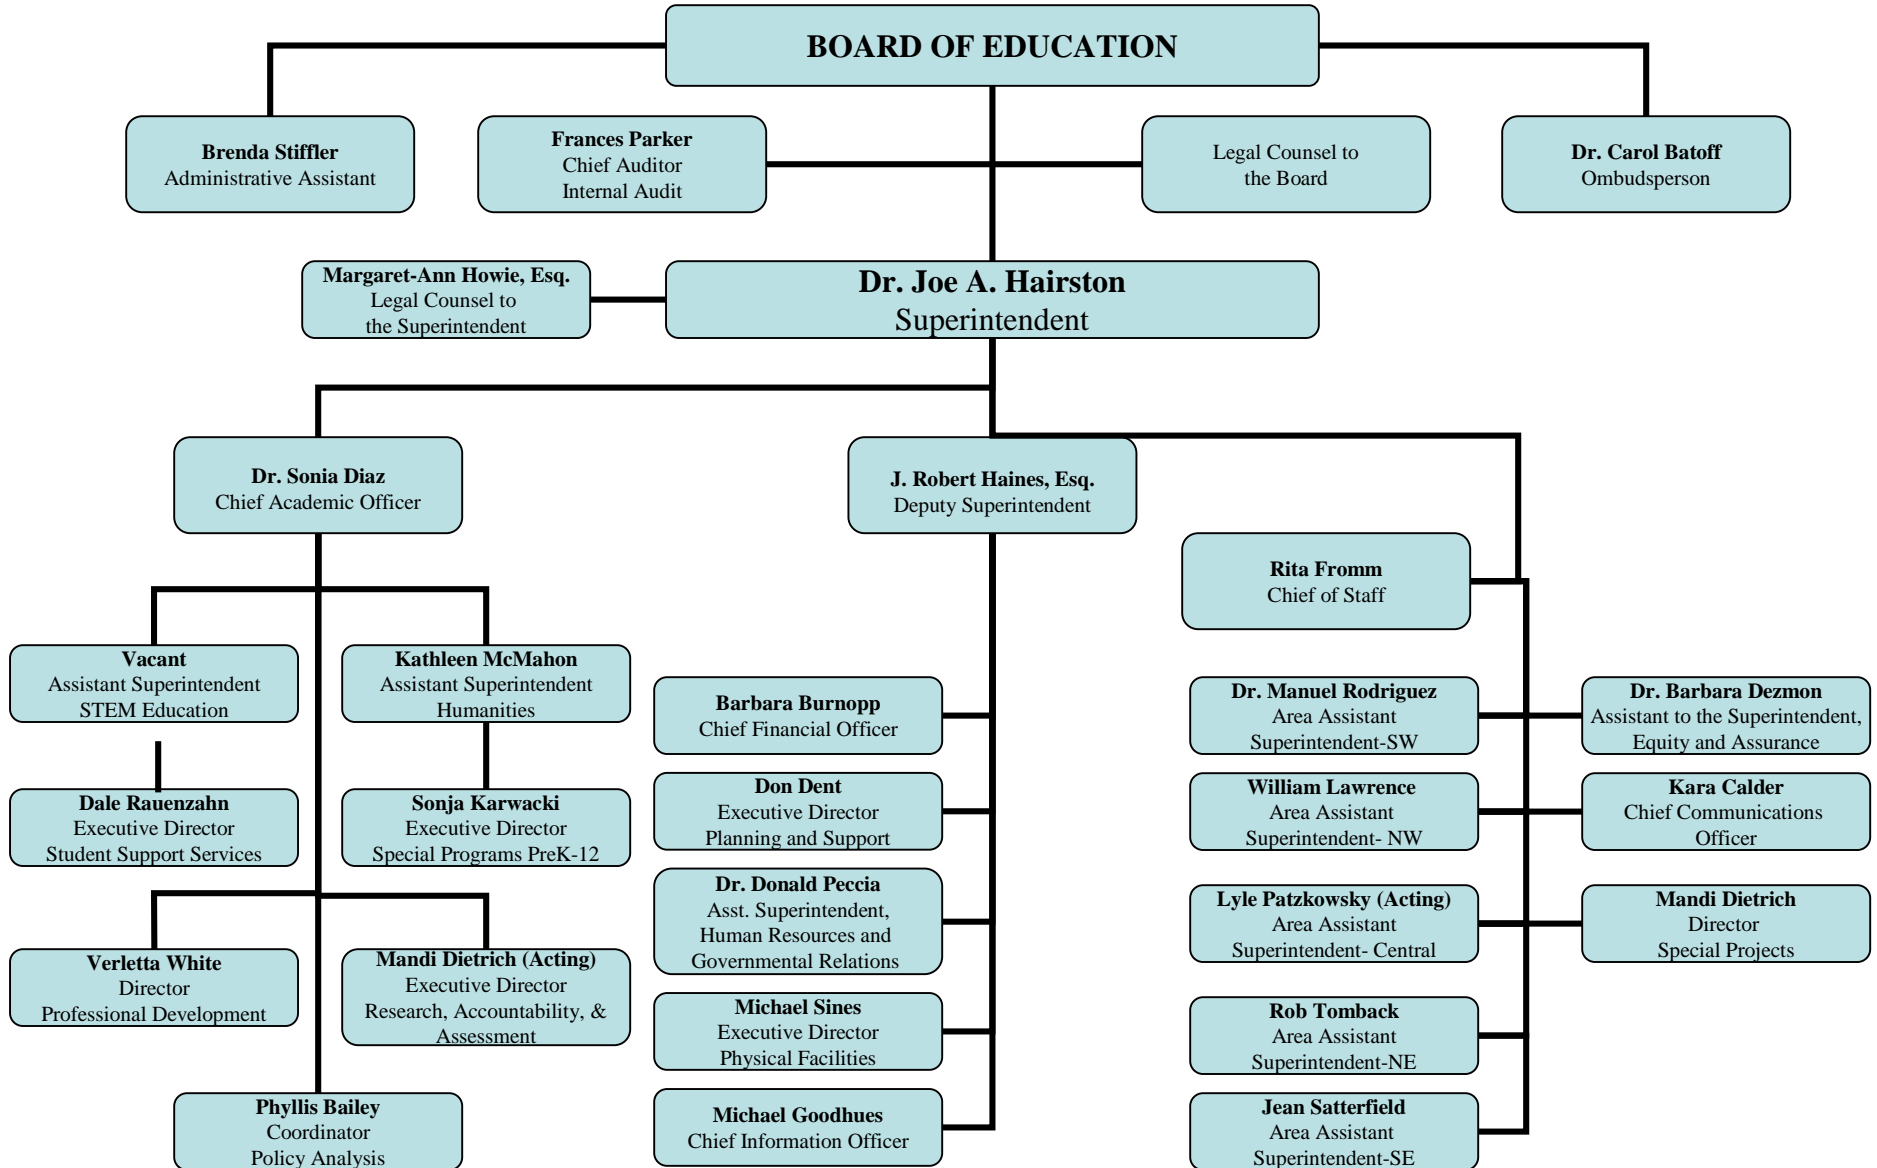 BOARD OF EDUCATION
Brenda Stiffler
Administrative Assistant
Frances Parker
Chief Auditor
Internal Audit
Legal Counsel to
the Board
Dr. Carol Batoff
Ombudsperson
Margaret-Ann Howie, Esq.
Legal Counsel to
the Superintendent
Dr. Joe A. Hairston
Superintendent
Dr. Sonia Diaz
Chief Academic Officer
J. Robert Haines, Esq.
Deputy Superintendent
Rita Fromm
Chief of Staff
Vacant
Assistant Superintendent
STEM Education
Kathleen McMahon
Assistant Superintendent
Humanities
Dale Rauenzahn
Executive Director
Student Support Services
Sonja Karwacki
Executive Director
Special Programs PreK-12
Verletta White
Director
Professional Development
Mandi Dietrich (Acting)
Executive Director
Research, Accountability, &
Assessment
Phyllis Bailey
Coordinator
Policy Analysis
Barbara Burnopp
Chief Financial Officer
Don Dent
Executive Director
Planning and Support
Dr. Donald Peccia
Asst. Superintendent,
Human Resources and
Governmental Relations
Michael Sines
Executive Director
Physical Facilities
Michael Goodhues
Chief Information Officer
Dr. Manuel Rodriguez
Area Assistant
Superintendent-SW
Dr. Barbara Dezmon
Assistant to the Superintendent,
Equity and Assurance
William Lawrence
Area Assistant
Superintendent- NW
Kara Calder
Chief Communications
Officer
Lyle Patzkowsky (Acting)
Area Assistant
Superintendent- Central
Mandi Dietrich
Director
Special Projects
Rob Tomback
Area Assistant
Superintendent-NE
Jean Satterfield
Area Assistant
Superintendent-SE